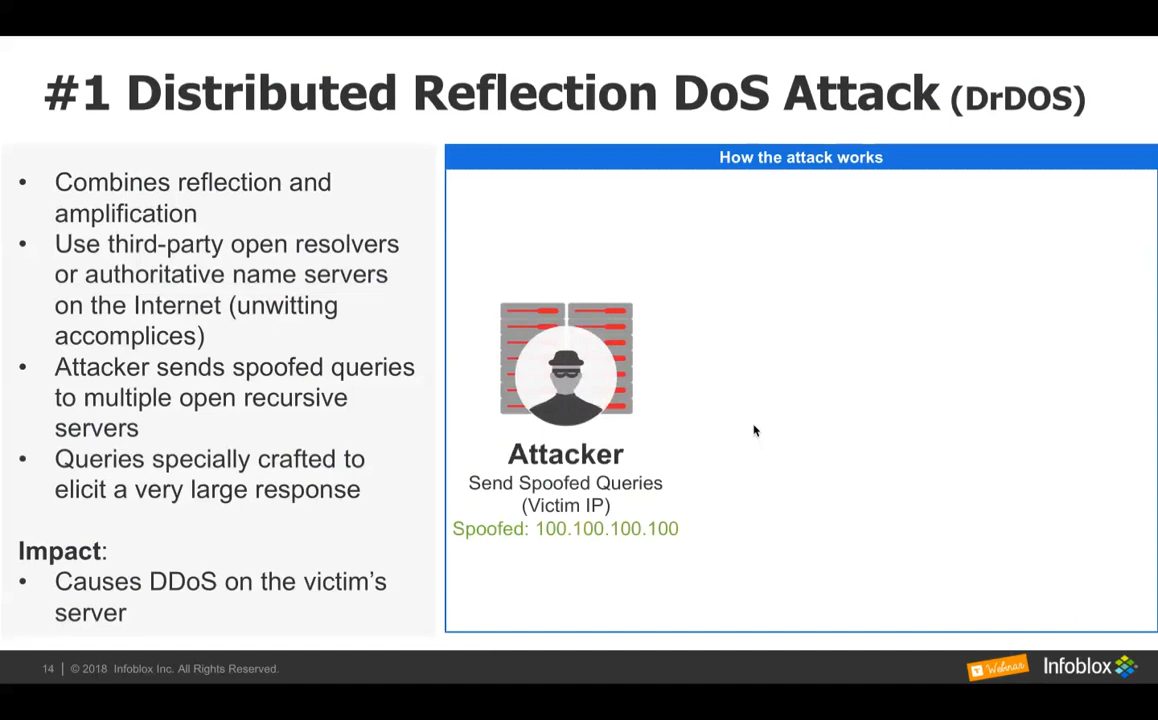 #1 Distributed Reflection DoS Attack (DrDOS)
• Combines reflection and
amplification
• Use third-party open resolvers
or authoritative name servers
on the Internet (unwitting
accomplices)
• Attacker sends spoofed queries
to multiple open recursive
servers
• Queries specially crafted to
elicit a very large response
Impact:
• Causes DDoS on the victim's
server
How the attack works
Attacker
Send Spoofed Queries
(Victim IP)
Spoofed: 100.100.100.100
14 | © 2018 Infoblox Inc. All Rights Reserved.
Webinar
Infoblox